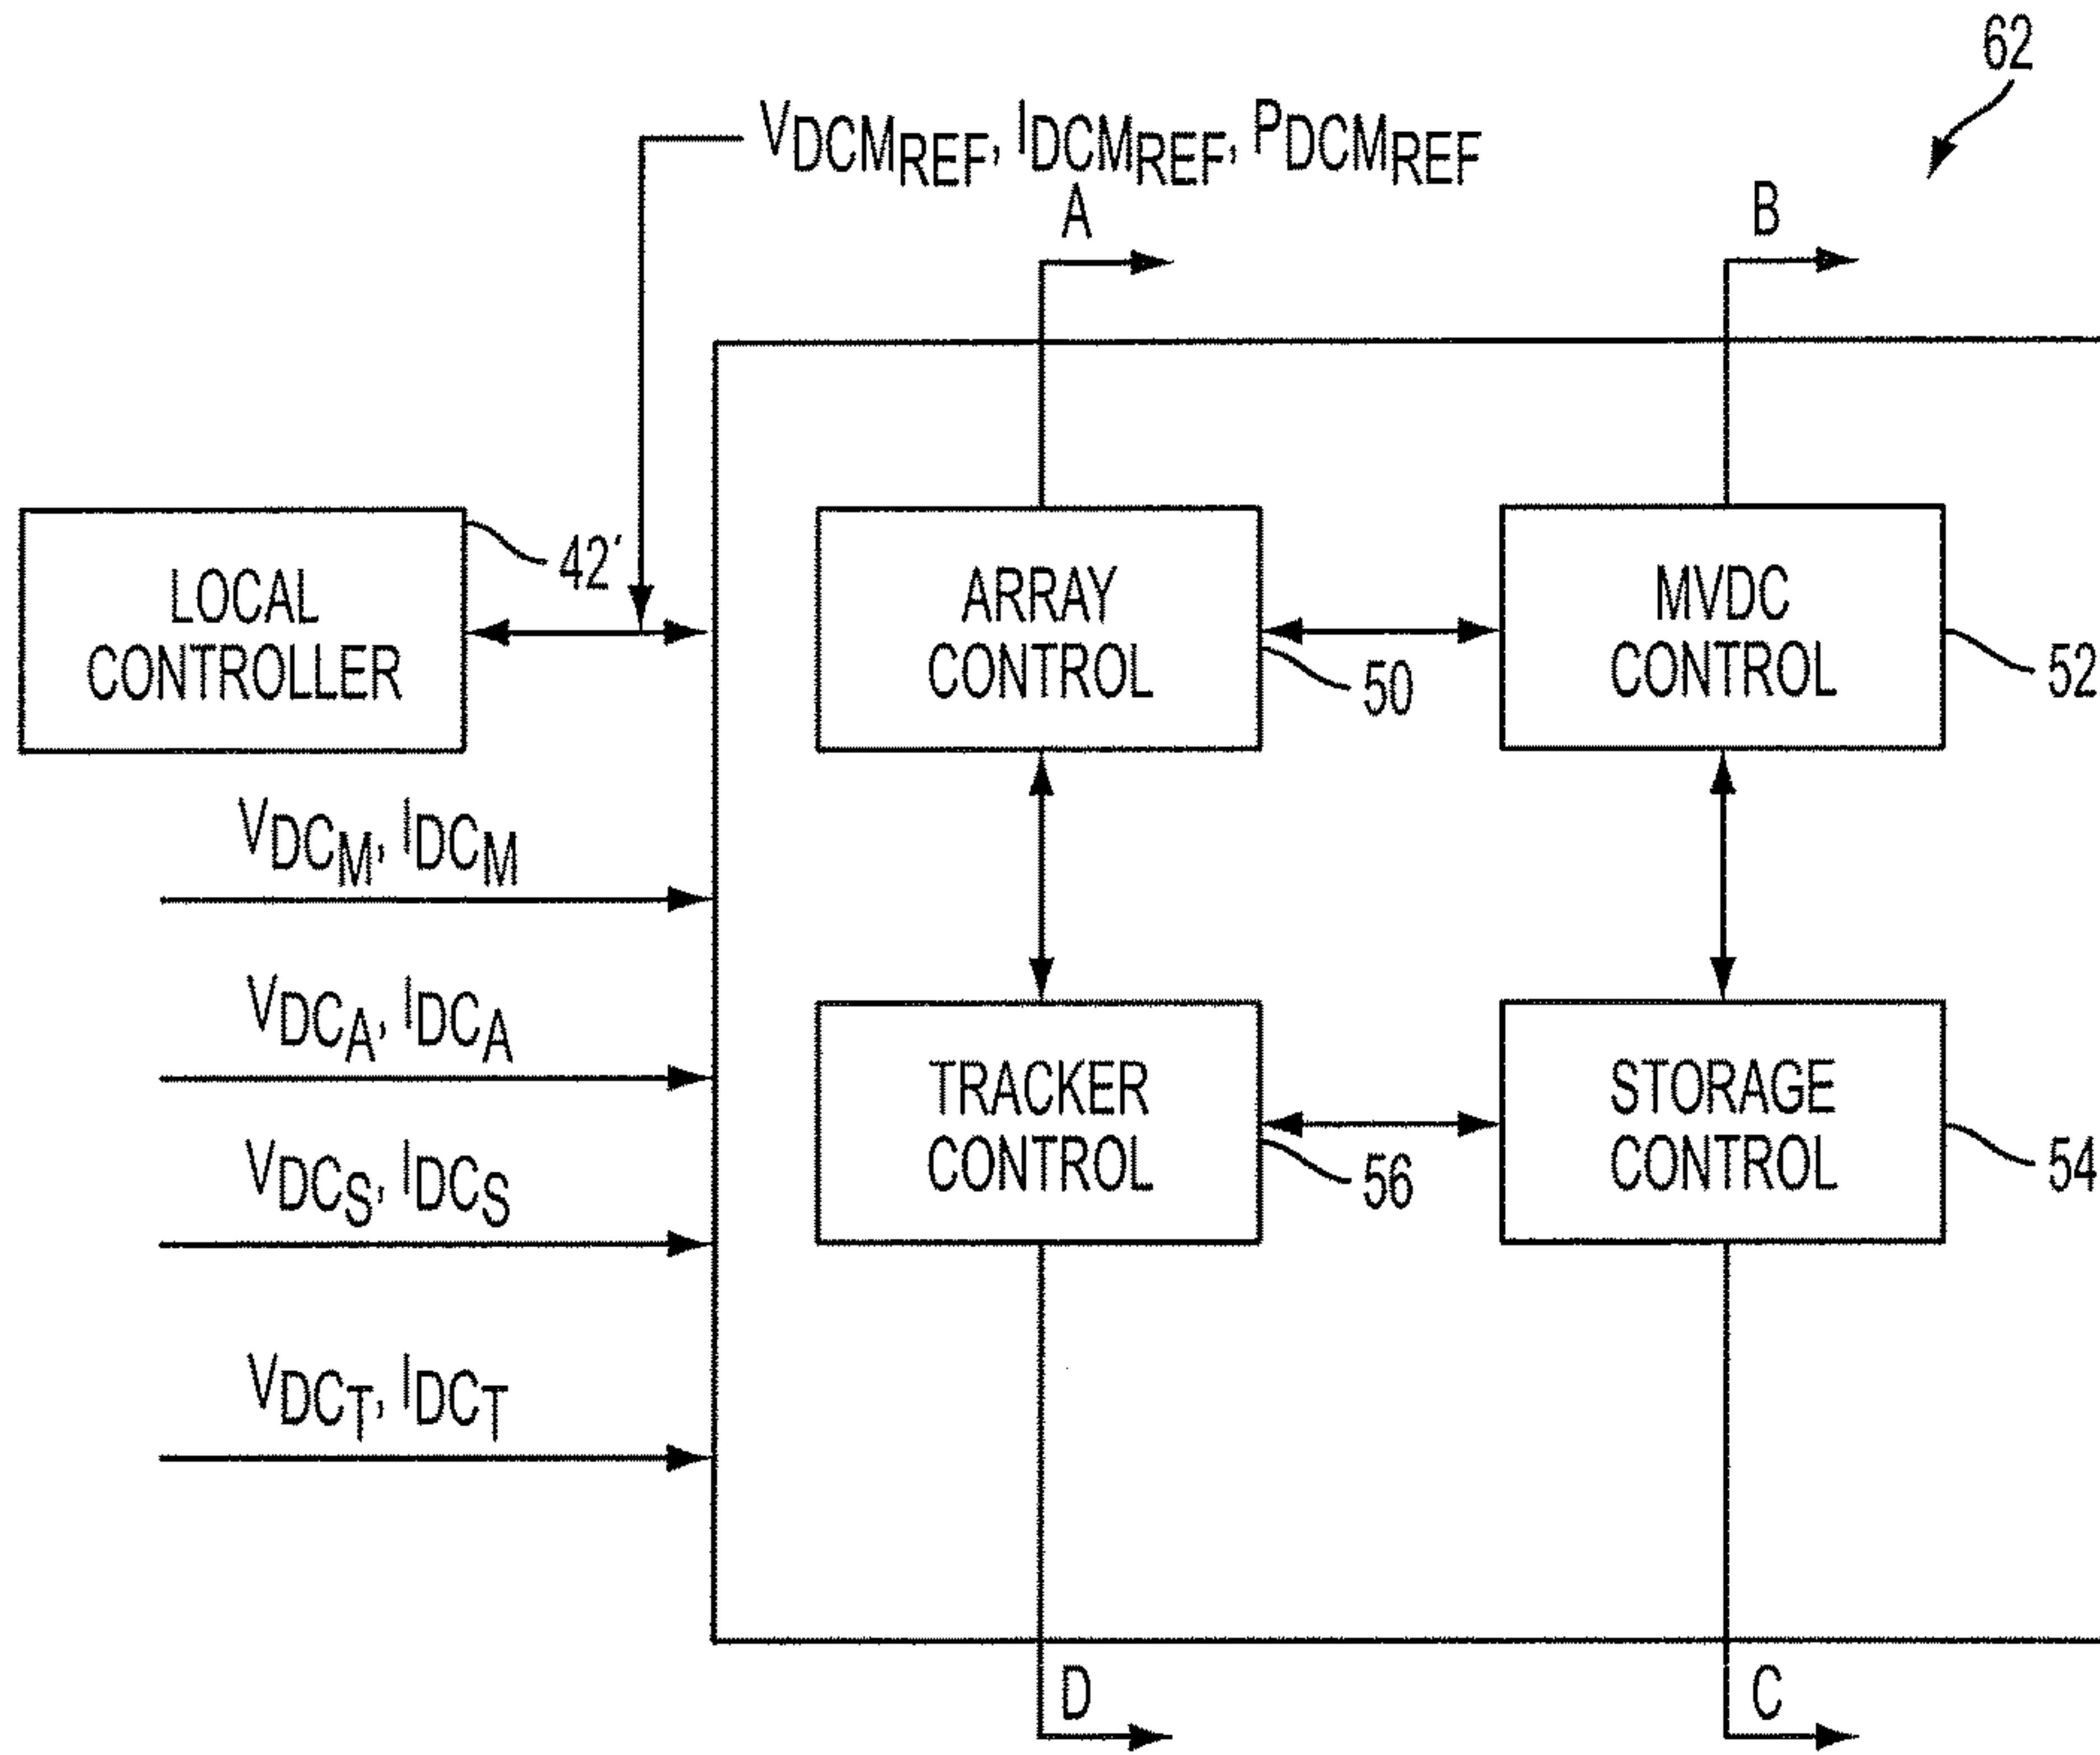 62
VDCMREF, IDCMREF, PDCMREF
A
B
LOCAL
CONTROLLER
42′
ARRAY
CONTROL
50
MVDC
CONTROL
52
VDCM, IDCM
VDCA, IDCA
VDCS, IDCS
VDCT, IDCT
TRACKER
CONTROL
56
STORAGE
CONTROL
54
D
C